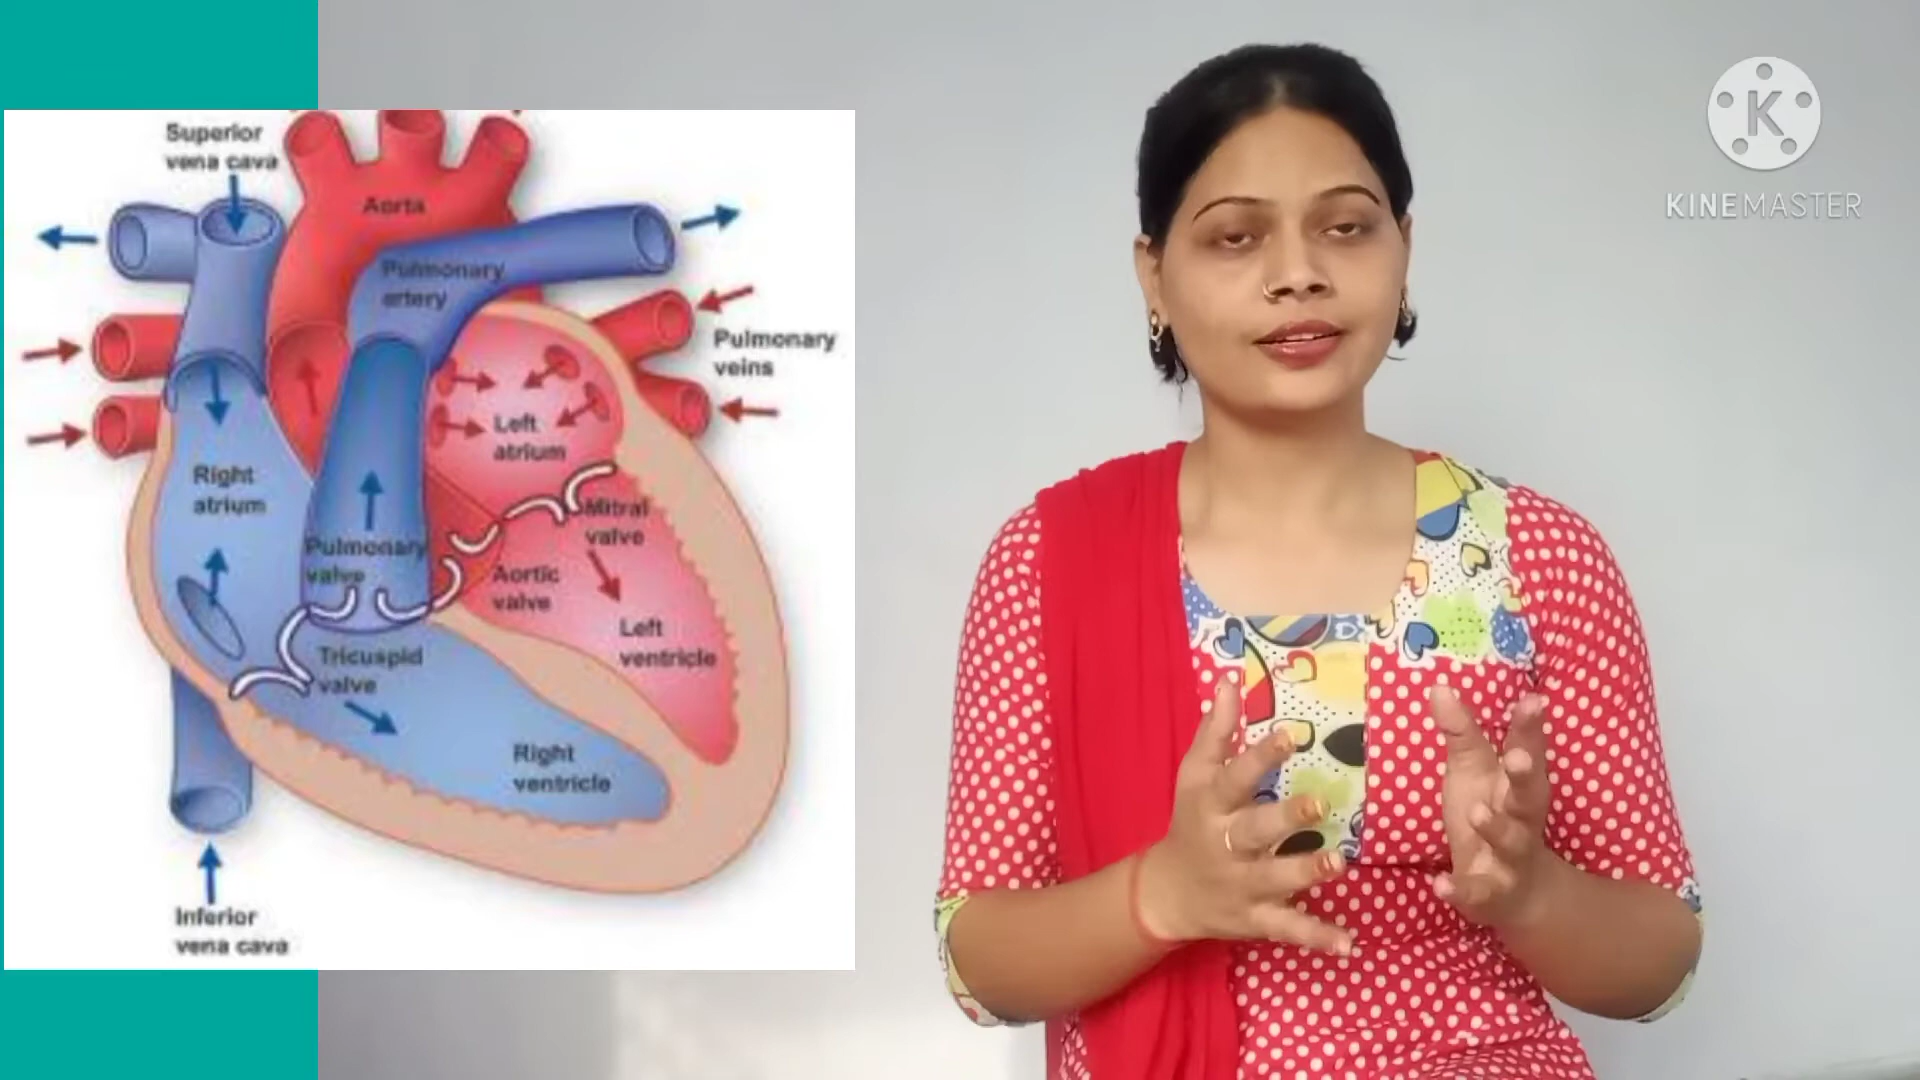 Superior
vena cava
Aorta
Pulmonary
artery
Pulmonary
veins
Left
atrium
Right
atrium
Mitral
valve
Pulmonary
valve
Aortic
valve
Left
ventricle
Tricuspid
valve
Right
ventricle
Inferior
vena cava
K
KINEMASTER